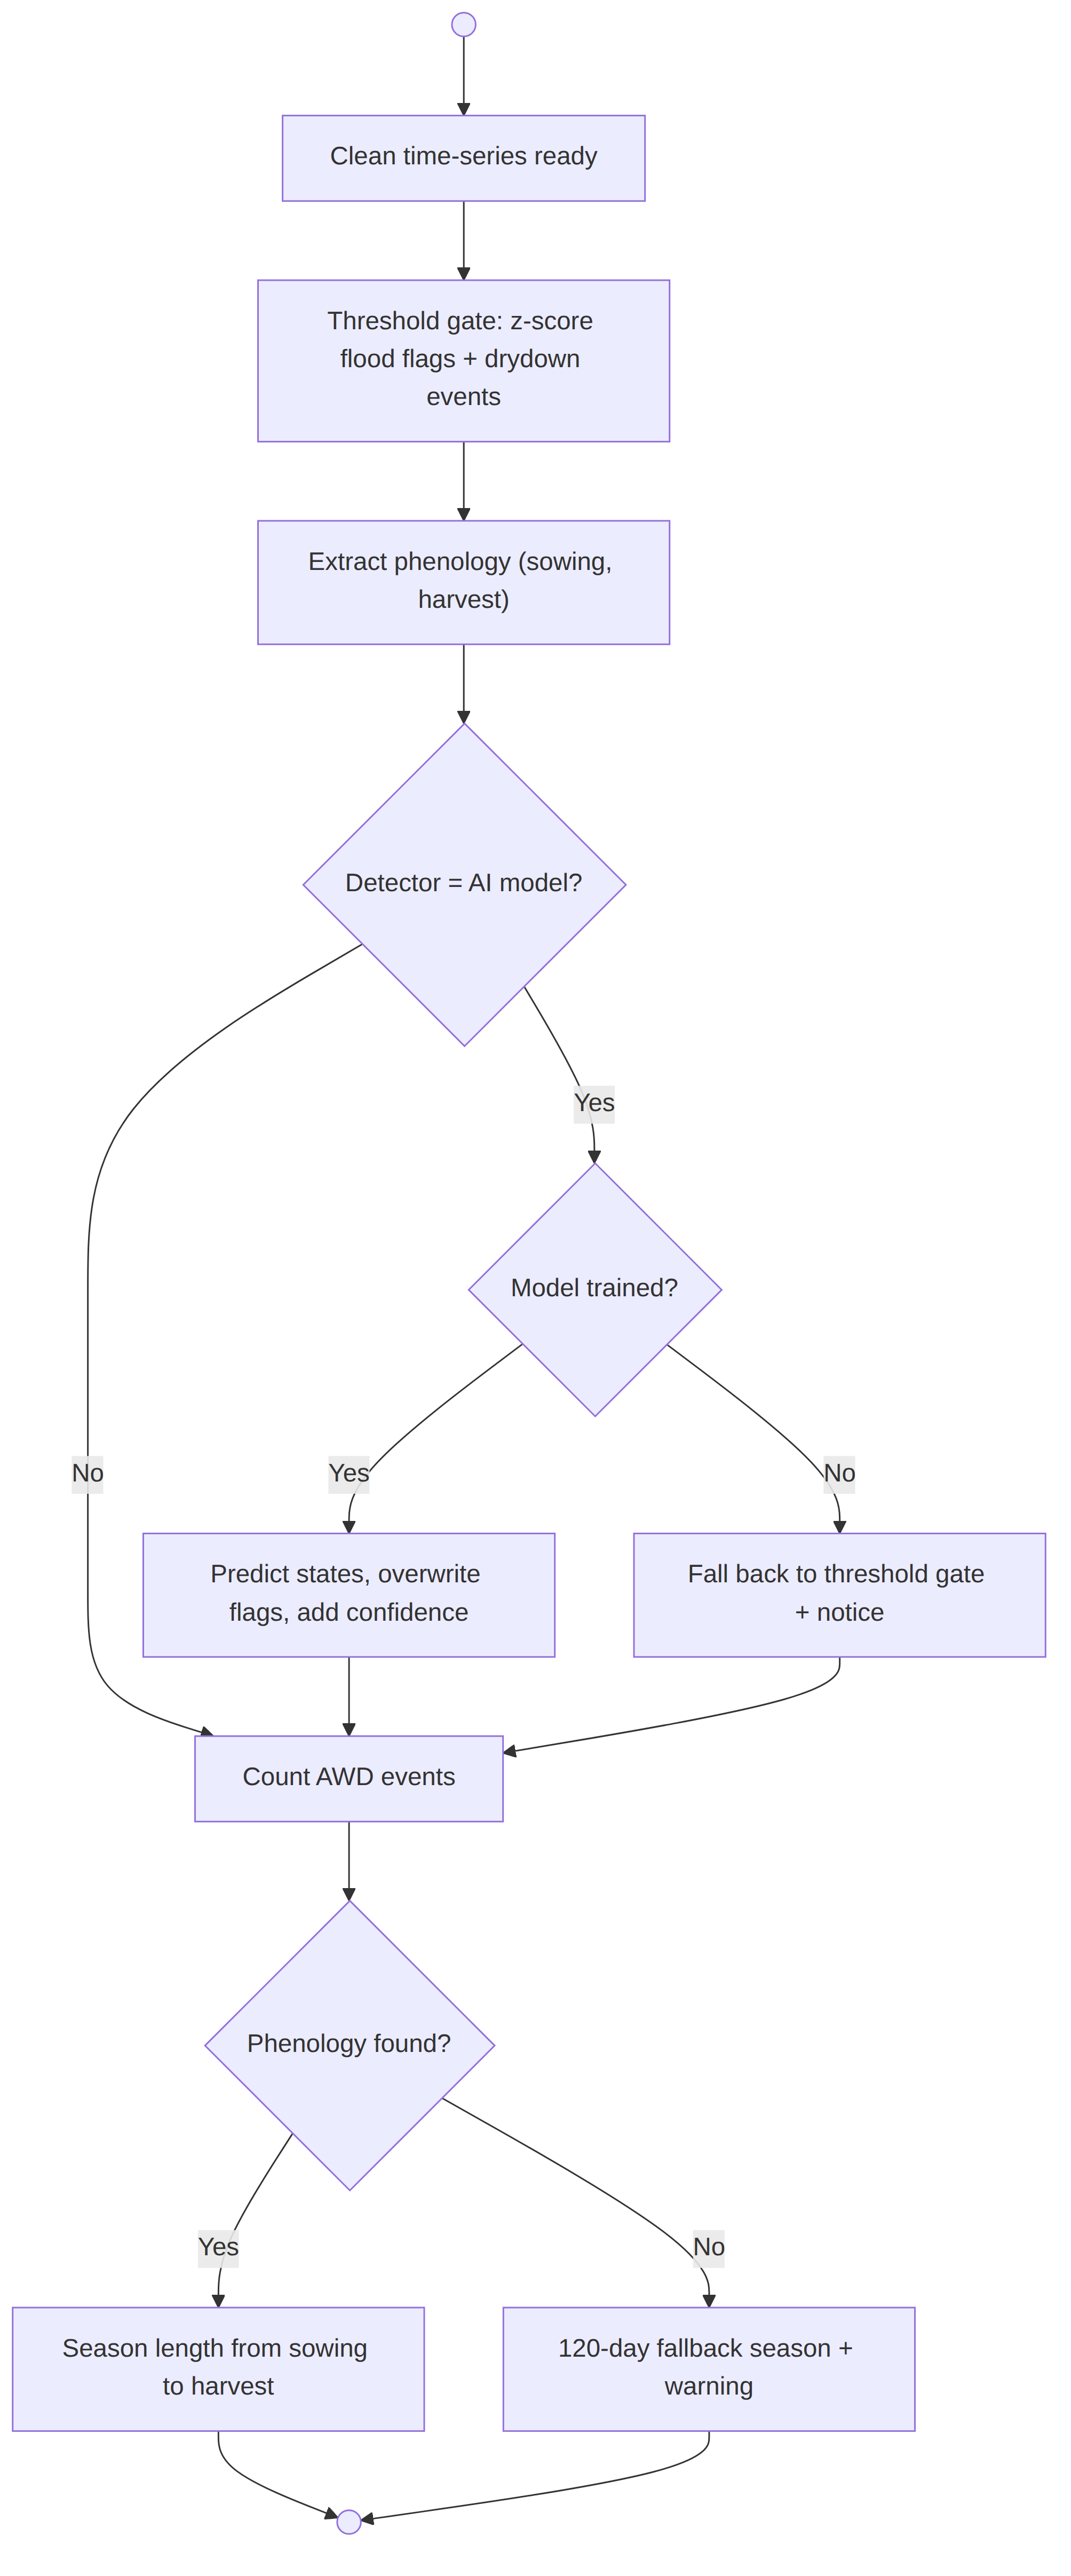 Clean time-series ready
Threshold gate: z-score
flood flags + drydown
events
Extract phenology (sowing,
harvest)
Detector = AI model?
Yes
Model trained?
No
Yes
No
Predict states, overwrite
flags, add confidence
Fall back to threshold gate
+ notice
Count AWD events
Phenology found?
Yes
No
Season length from sowing
to harvest
120-day fallback season +
warning